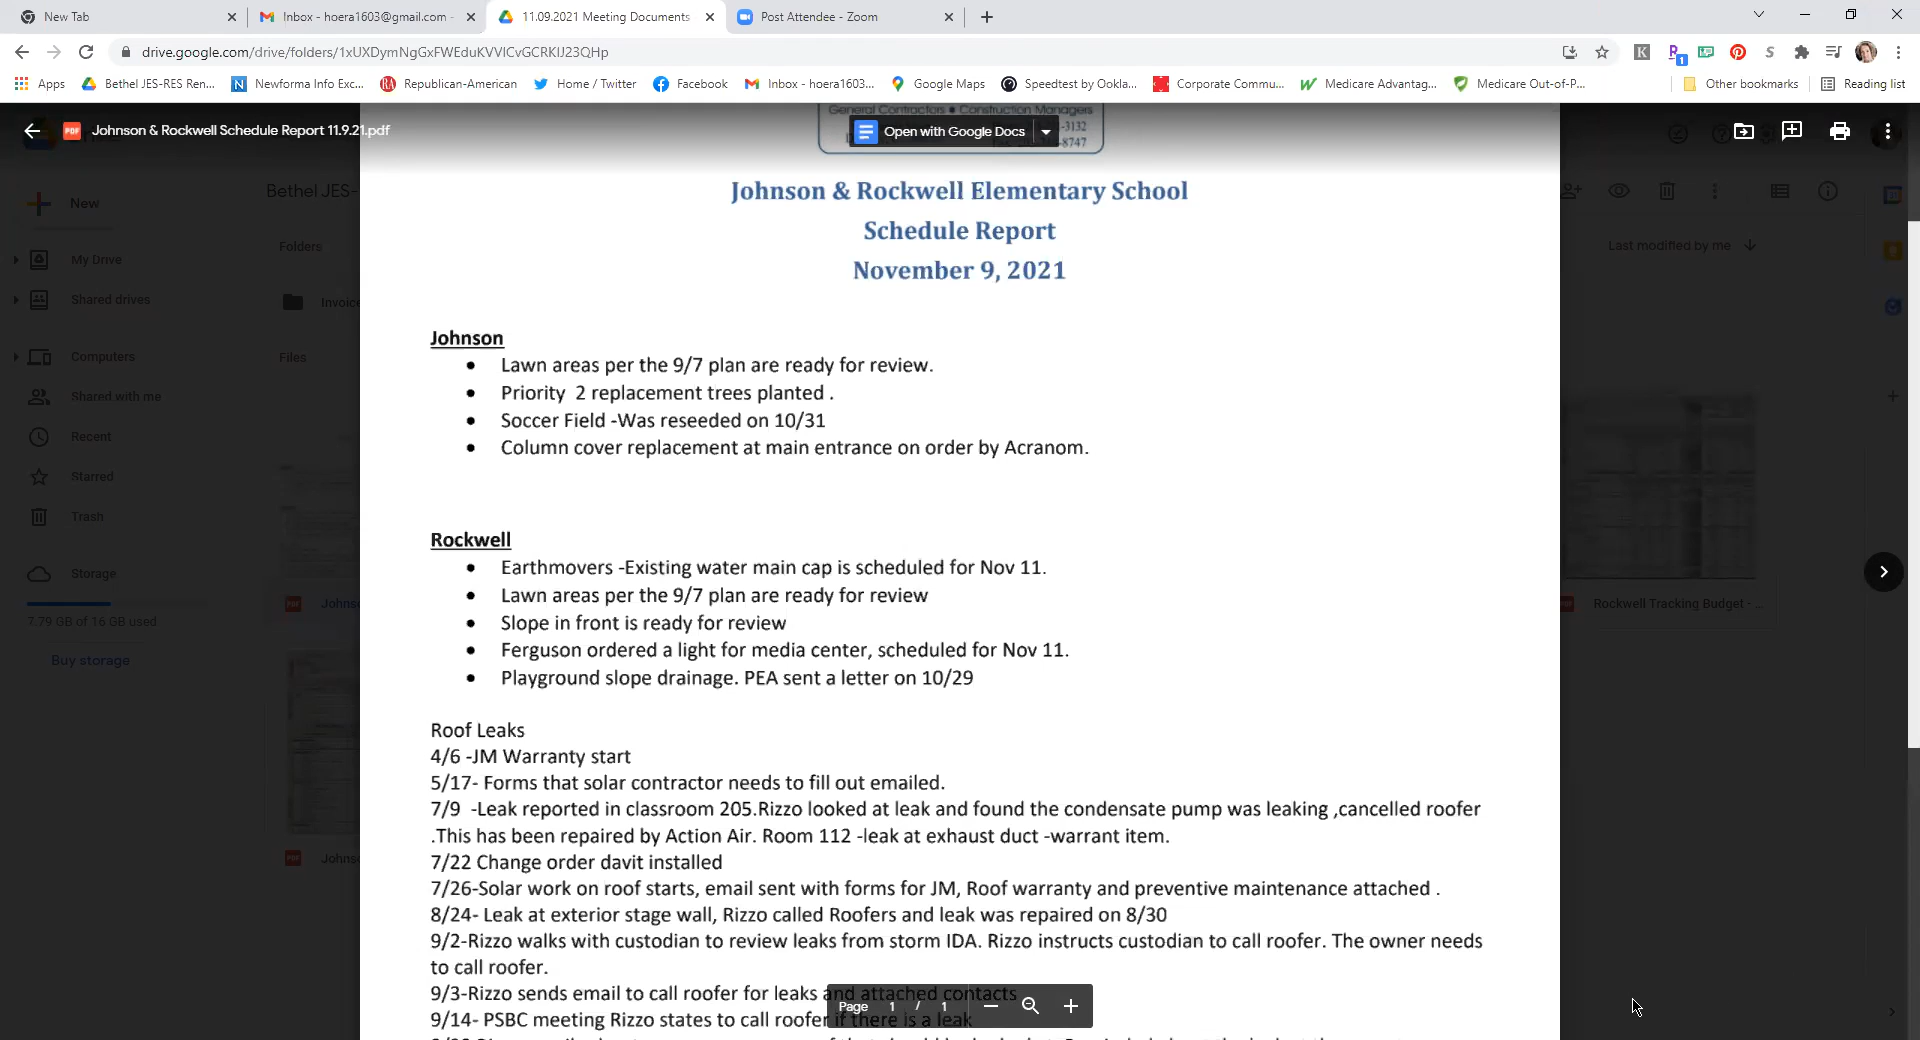 New Tab
Inbox - hoera1603@gmail.com -
11.09.2021 Meeting Documents
Post Attendee - Zoom
drive.google.com/drive/folders/1xUXDymNgGxFWEduKVVICvGCRKIJ23QHp
Apps
Bethel JES-RES Ren...
Newforma Info Exc...
Republican-American
Home / Twitter
Facebook
Inbox - hoera1603...
Google Maps
Speedtest by Ookla...
Corporate Commu...
Medicare Advantag...
Medicare Out-of-P...
Other bookmarks
Reading list
General Contractors • Construction Managers
Johnson & Rockwell Schedule Report 11.9.21.pdf
Open with Google Docs
-3132
-8747
Bethel JES-
New
Folders
Last modified by me
My Drive
Shared drives
Invoice
Computers
Files
Shared with me
Recent
Starred
Trash
Storage
7.79 GB of 16 GB used
Buy storage
Johns
Johns
Rockwell Tracking Budget - ...
Johnson & Rockwell Elementary School
Schedule Report
November 9, 2021
Johnson
• Lawn areas per the 9/7 plan are ready for review.
• Priority 2 replacement trees planted .
• Soccer Field -Was reseeded on 10/31
• Column cover replacement at main entrance on order by Acranom.
Rockwell
• Earthmovers -Existing water main cap is scheduled for Nov 11.
• Lawn areas per the 9/7 plan are ready for review
• Slope in front is ready for review
• Ferguson ordered a light for media center, scheduled for Nov 11.
• Playground slope drainage. PEA sent a letter on 10/29
Roof Leaks
4/6 -JM Warranty start
5/17- Forms that solar contractor needs to fill out emailed.
7/9 -Leak reported in classroom 205.Rizzo looked at leak and found the condensate pump was leaking ,cancelled roofer
.This has been repaired by Action Air. Room 112 -leak at exhaust duct -warrant item.
7/22 Change order davit installed
7/26-Solar work on roof starts, email sent with forms for JM, Roof warranty and preventive maintenance attached .
8/24- Leak at exterior stage wall, Rizzo called Roofers and leak was repaired on 8/30
9/2-Rizzo walks with custodian to review leaks from storm IDA. Rizzo instructs custodian to call roofer. The owner needs
to call roofer.
9/3-Rizzo sends email to call roofer for leaks and attached contacts
9/14- PSBC meeting Rizzo states to call roofer if there is a leak
Page 1 / 1